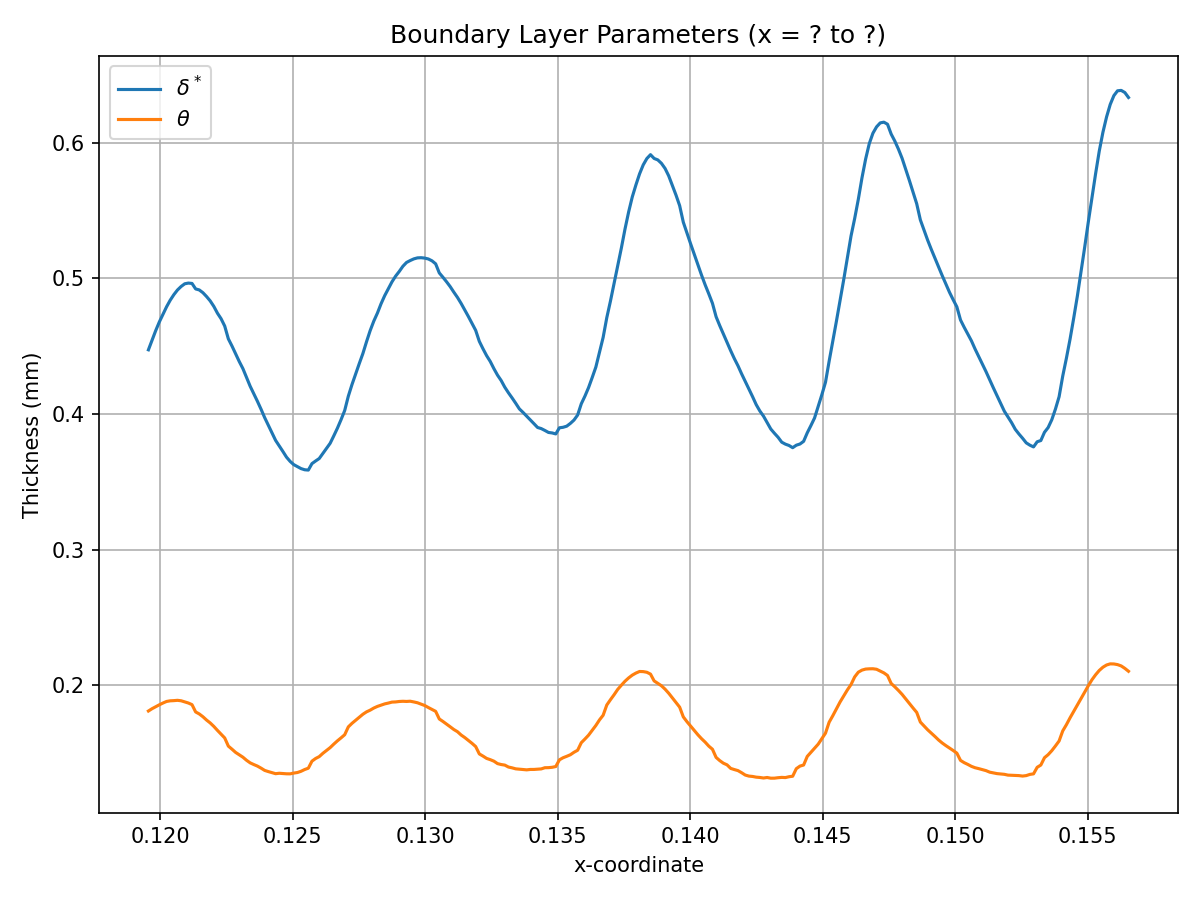 Boundary Layer Parameters (x = ? to ?)
δ*
θ
Thickness (mm)
0.6
0.5
0.4
0.3
0.2
0.120 0.125 0.130 0.135 0.140 0.145 0.150 0.155
x-coordinate